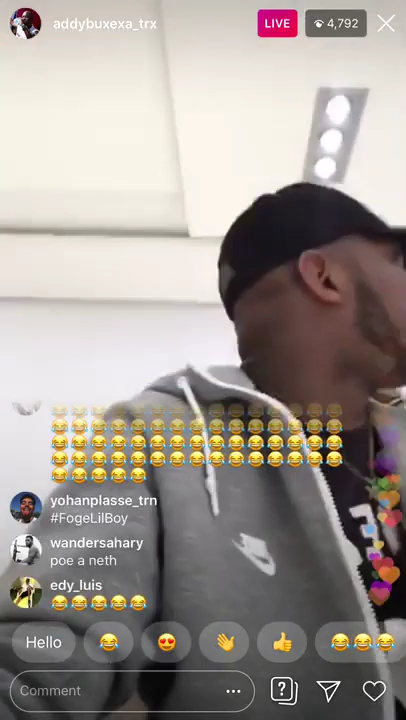 addybuxexa_trx
LIVE
4,792
😂😂😂😂😂😂😂😂😂😂😂😂😂😂😂
😂😂😂😂😂😂😂😂😂😂😂😂😂😂😂
😂😂😂😂😂😂😂😂😂😂😂😂😂😂😂
😂😂😂😂😂😂😂😂😂😂😂😂😂😂😂
😂😂😂😂😂
yohanplasse_trn
#FogeLilBoy
wandersahary
poe a neth
edy_luis
😂😂😂😂😂
Hello 😂 😍 👋 👍 😂😂😂
Comment